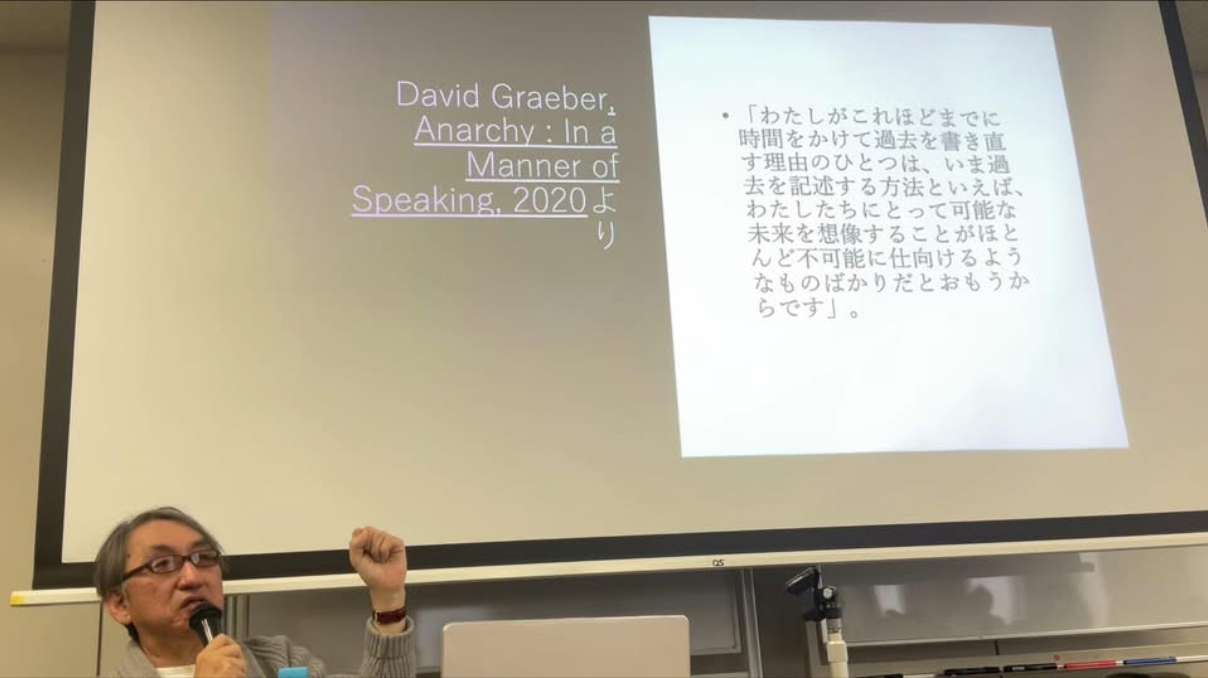 David Graeber,
Anarchy : In a
Manner of
Speaking, 2020よ
り
• 「わたしがこれほどまでに
時間をかけて過去を書き直
す理由のひとつは、いま過
去を記述する方法といえば、
わたしたちにとって可能な
未来を想像することがほと
んど不可能に仕向けるよう
なものばかりだとおもうか
らです」。